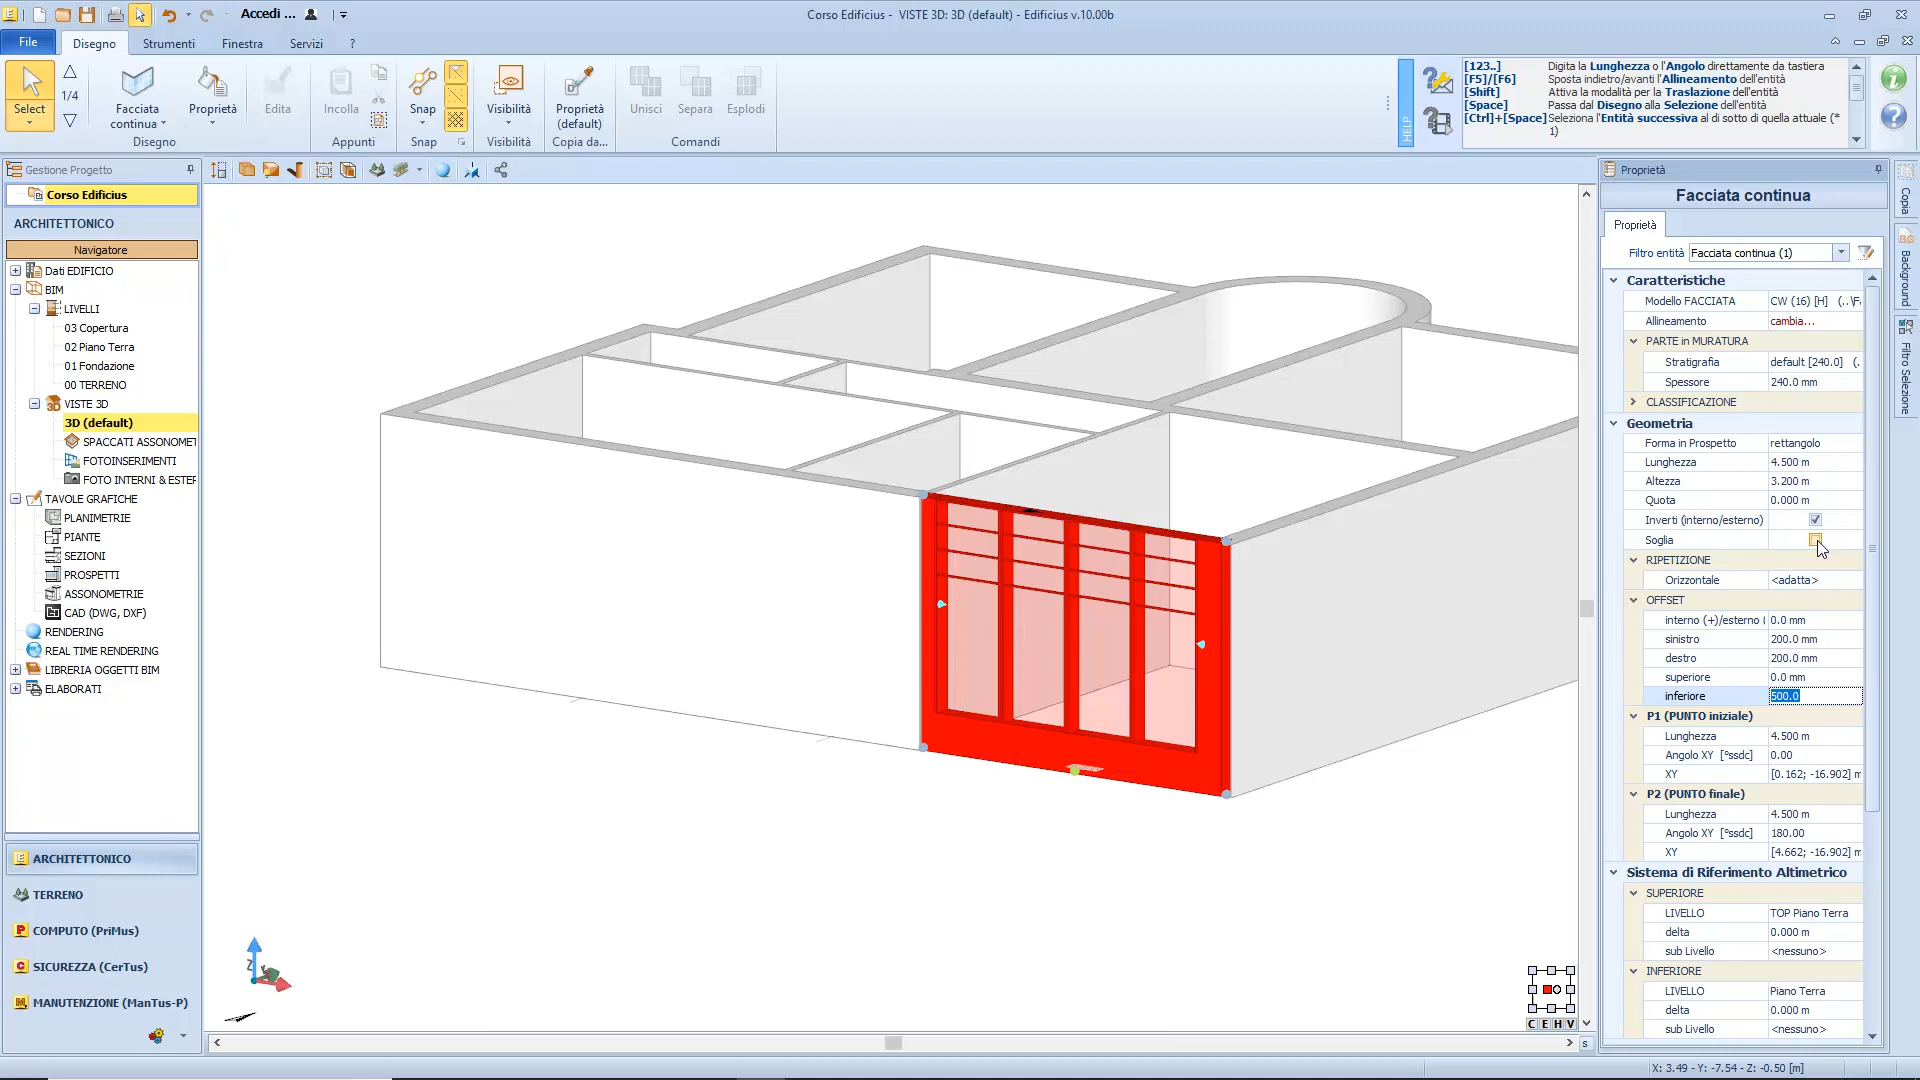 Accedi ...
Corso Edificius - VISTE 3D: 3D (default) - Edificius v.10.00b
File
Disegno
Strumenti
Finestra
Servizi
?
Select
1/4
Facciata
continua
Proprietà
Disegno
Edita
Incolla
Appunti
Snap
Snap
Visibilità
Visibilità
Proprietà
(default)
Copia da...
Unisci
Separa
Esplodi
Comandi
HELP
[123..] Digita la Lunghezza o l'Angolo direttamente da tastiera
[F5]/[F6] Sposta indietro/avanti l'Allineamento dell'entità
[Shift] Attiva la modalità per la Traslazione dell'entità
[Space] Passa dal Disegno alla Selezione dell'entità
[Ctrl]+[Space] Seleziona l'Entità successiva al di sotto di quella attuale (*
1)
Gestione Progetto
Corso Edificius
ARCHITETTONICO
Navigatore
Dati EDIFICIO
BIM
LIVELLI
03 Copertura
02 Piano Terra
01 Fondazione
00 TERRENO
VISTE 3D
3D (default)
SPACCATI ASSONOMET
FOTOINSERIMENTI
FOTO INTERNI & ESTER
TAVOLE GRAFICHE
PLANIMETRIE
PIANTE
SEZIONI
PROSPETTI
ASSONOMETRIE
CAD (DWG, DXF)
RENDERING
REAL TIME RENDERING
LIBRERIA OGGETTI BIM
ELABORATI
ARCHITETTONICO
TERRENO
COMPUTO (PriMus)
SICUREZZA (CerTus)
MANUTENZIONE (ManTus-P)
Z
C E H V
s
Proprietà
Facciata continua
Proprietà
Filtro entità Facciata continua (1)
Caratteristiche
Modello FACCIATA CW (16) [H] (..\F
Allineamento cambia...
PARTE in MURATURA
Stratigrafia default [240.0] (.
Spessore 240.0 mm
CLASSIFICAZIONE
Geometria
Forma in Prospetto rettangolo
Lunghezza 4.500 m
Altezza 3.200 m
Quota 0.000 m
Inverti (interno/esterno)
Soglia
RIPETIZIONE
Orizzontale <adatta>
OFFSET
interno (+)/esterno ( 0.0 mm
sinistro 200.0 mm
destro 200.0 mm
superiore 0.0 mm
inferiore 500.0
P1 (PUNTO iniziale)
Lunghezza 4.500 m
Angolo XY [°ssdc] 0.00
XY [0.162; -16.902] m
P2 (PUNTO finale)
Lunghezza 4.500 m
Angolo XY [°ssdc] 180.00
XY [4.662; -16.902] m
Sistema di Riferimento Altimetrico
SUPERIORE
LIVELLO TOP Piano Terra
delta 0.000 m
sub Livello <nessuno>
INFERIORE
LIVELLO Piano Terra
delta 0.000 m
sub Livello <nessuno>
Copia
Background
Filtro Selezione
X: 3.49 - Y: -7.54 - Z: -0.50 [m]